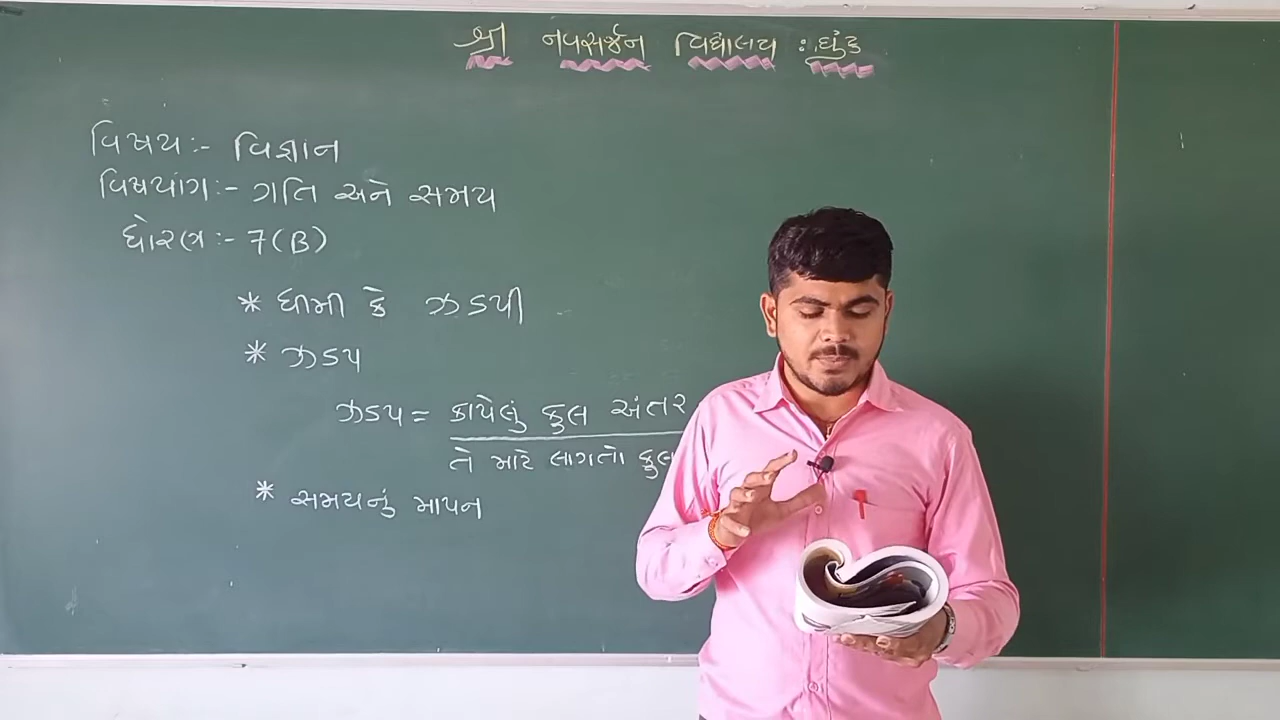 શ્રી નવસર્જન વિદ્યાલય : ઘુંટુ
વિષય :- વિજ્ઞાન
વિષયાંગ :- ગતિ અને સમય
ધોરણ :- 7 (B)
* ધીમી કે ઝડપી
* ઝડપ
ઝડપ = કાપેલું કુલ અંતર
તે માટે લાગતો કુલ
* સમયનું માપન